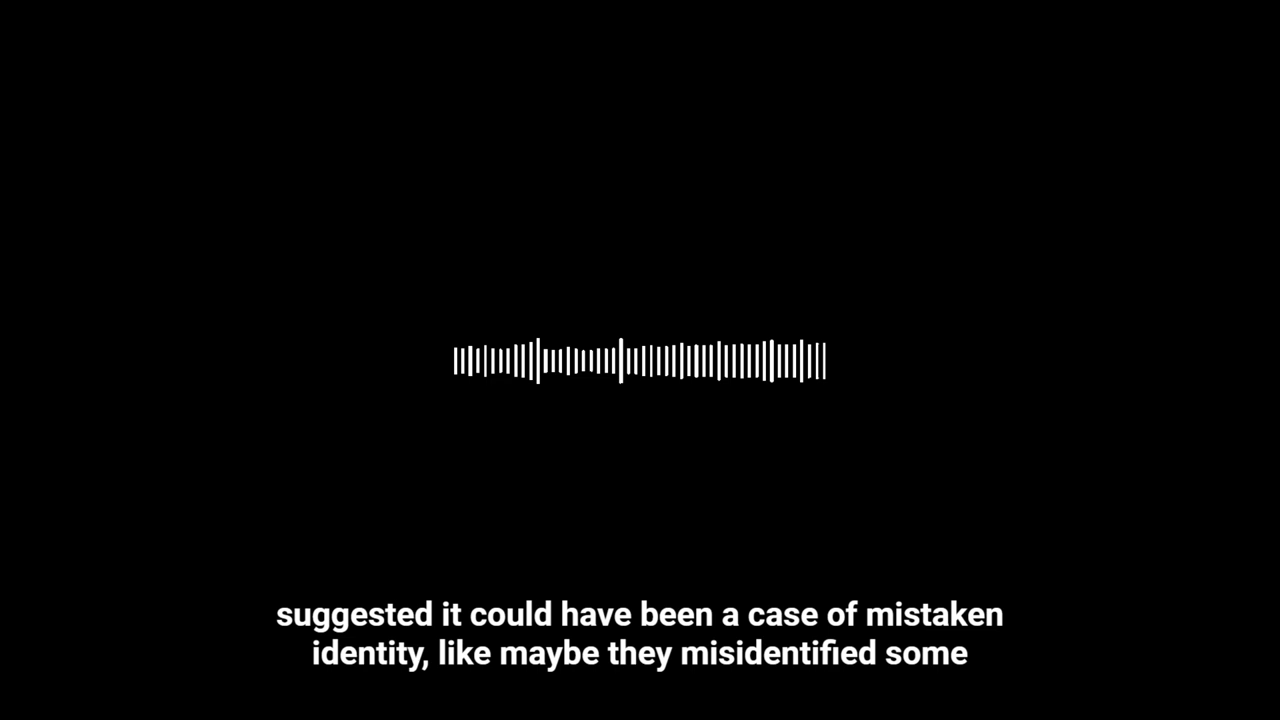 suggested it could have been a case of mistaken
identity, like maybe they misidentified some